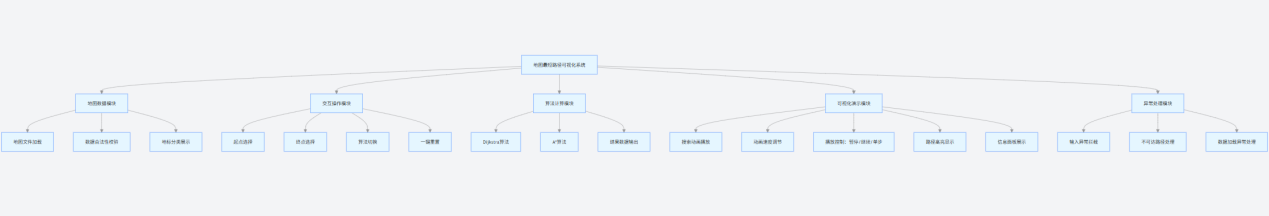 地图最短路径可视化系统
地图数据模块
交互操作模块
算法计算模块
可视化演示模块
异常处理模块
地图文件加载
数据合法性校验
地标分类展示
起点选择
终点选择
算法切换
一键重置
Dijkstra算法
A*算法
结果数据输出
搜索动画播放
动画速度调节
播放控制：暂停/继续/单步
路径高亮显示
信息面板展示
输入异常拦截
不可达路径处理
数据加载异常处理